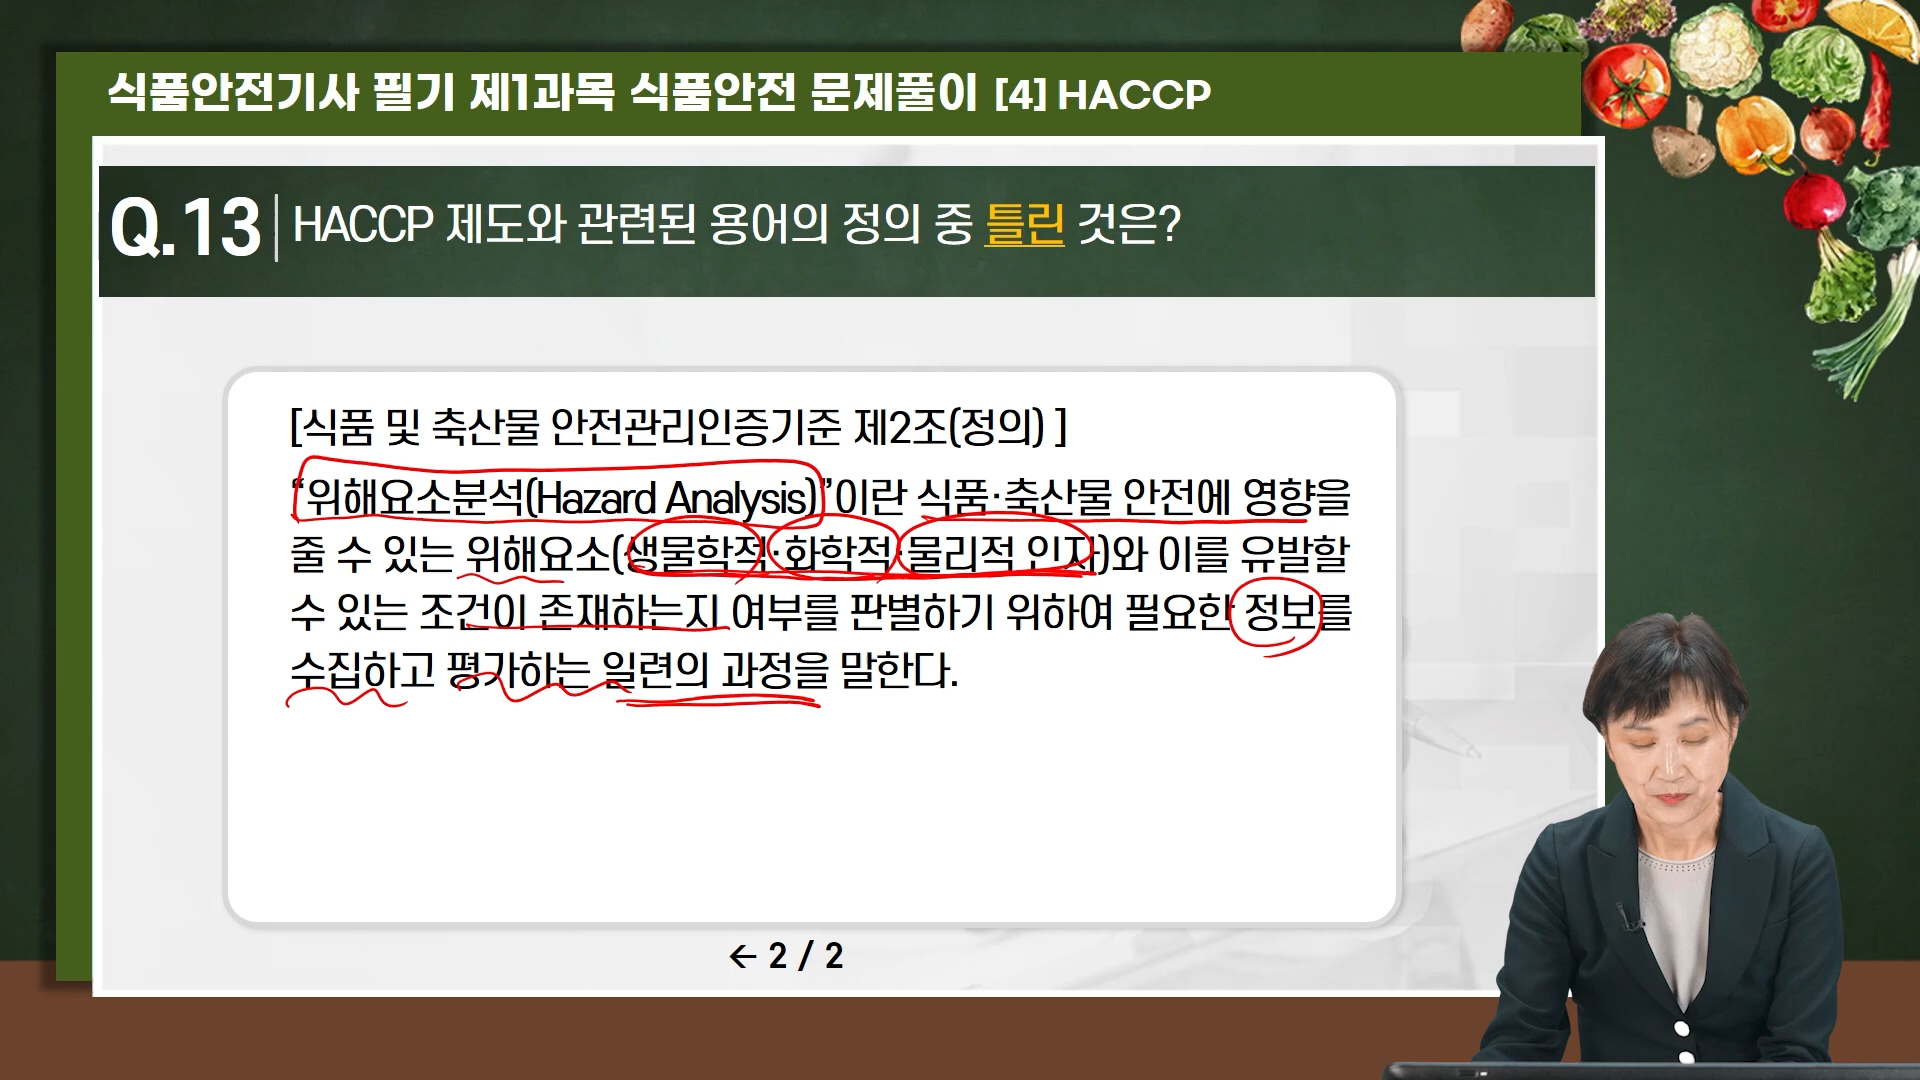 식품안전기사 필기 제1과목 식품안전 문제풀이 [4] HACCP
Q.13 HACCP 제도와 관련된 용어의 정의 중 틀린 것은?
[식품 및 축산물 안전관리인증기준 제2조(정의) ]
“위해요소분석(Hazard Analysis)”이란 식품·축산물 안전에 영향을
줄 수 있는 위해요소(생물학적·화학적·물리적 인자)와 이를 유발할
수 있는 조건이 존재하는지 여부를 판별하기 위하여 필요한 정보를
수집하고 평가하는 일련의 과정을 말한다.
← 2 / 2